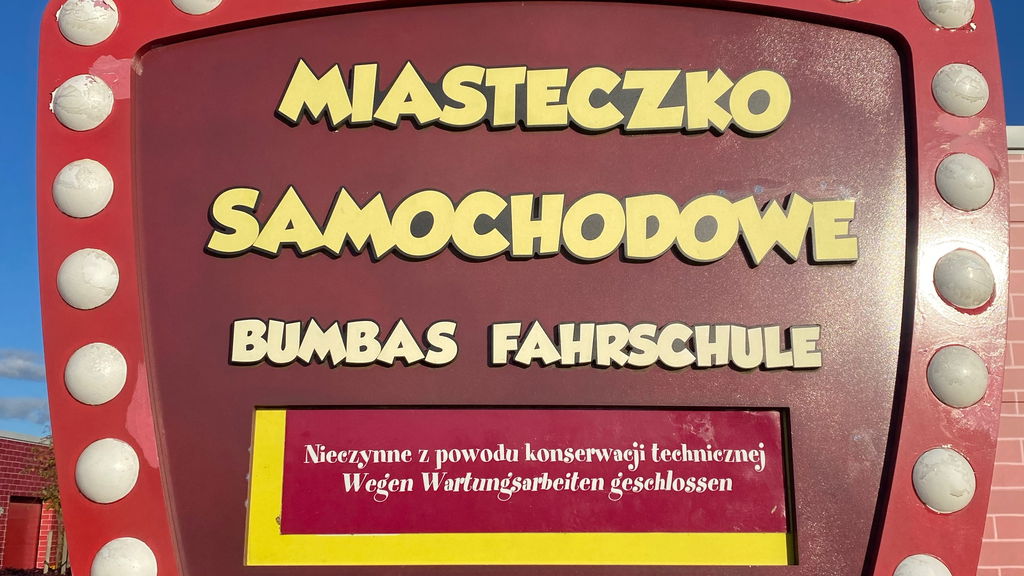 MIASTECZKO
SAMOCHODOWE
BUMBAS FAHRSCHULE
Nieczynne z powodu konserwacji technicznej
Wegen Wartungsarbeiten geschlossen